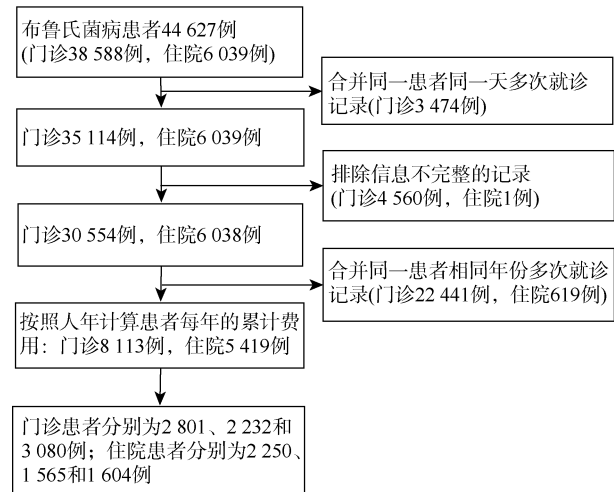 布鲁氏菌病患者44 627例
(门诊38 588例，住院6 039例)
合并同一患者同一天多次就诊
记录(门诊3 474例)
门诊35 114例，住院6 039例
排除信息不完整的记录
(门诊4 560例，住院1例)
门诊30 554例，住院6 038例
合并同一患者相同年份多次就诊
记录(门诊22 441例，住院619例)
按照人年计算患者每年的累计费
用：门诊8 113例，住院5 419例
门诊患者分别为2 801、2 232和
3 080例；住院患者分别为2 250、
1 565和1 604例